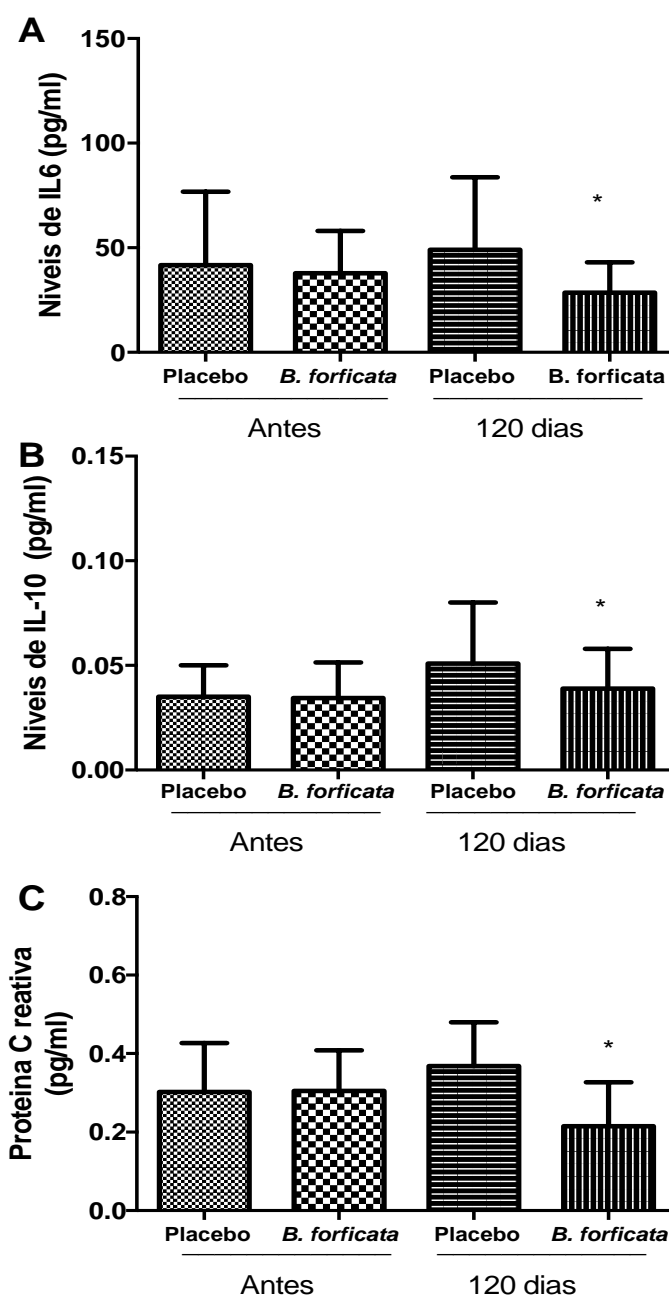 A
Niveis de IL6 (pg/ml)
150
100
50
0
*
Placebo B. forficata Placebo B. forficata
Antes 120 dias
B
Niveis de IL-10 (pg/ml)
0.15
0.10
0.05
0.00
*
Placebo B. forficata Placebo B. forficata
Antes 120 dias
C
Proteina C reativa
(pg/ml)
0.8
0.6
0.4
0.2
0.0
*
Placebo B. forficata Placebo B. forficata
Antes 120 dias